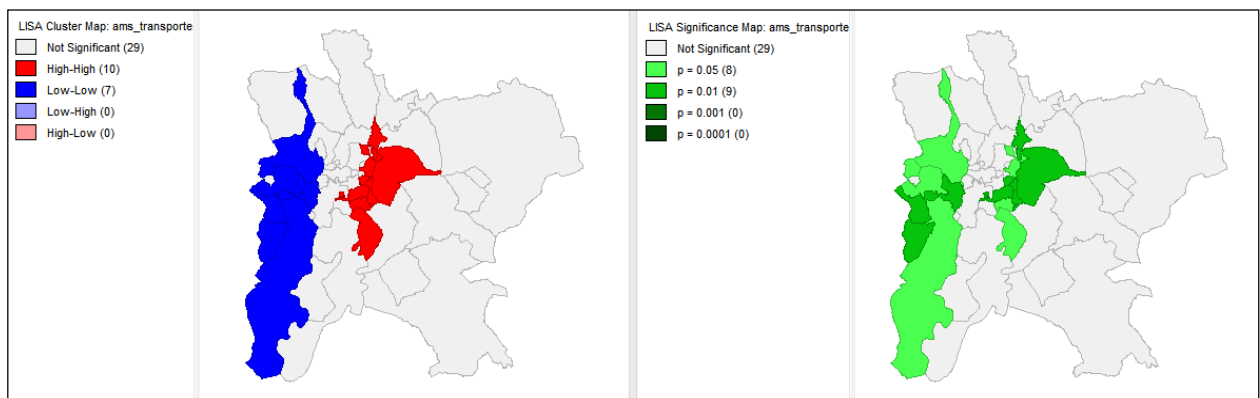 LISA Cluster Map: ams_transporte
Not Significant (29)
High-High (10)
Low-Low (7)
Low-High (0)
High-Low (0)
LISA Significance Map: ams_transporte
Not Significant (29)
p = 0.05 (8)
p = 0.01 (9)
p = 0.001 (0)
p = 0.0001 (0)